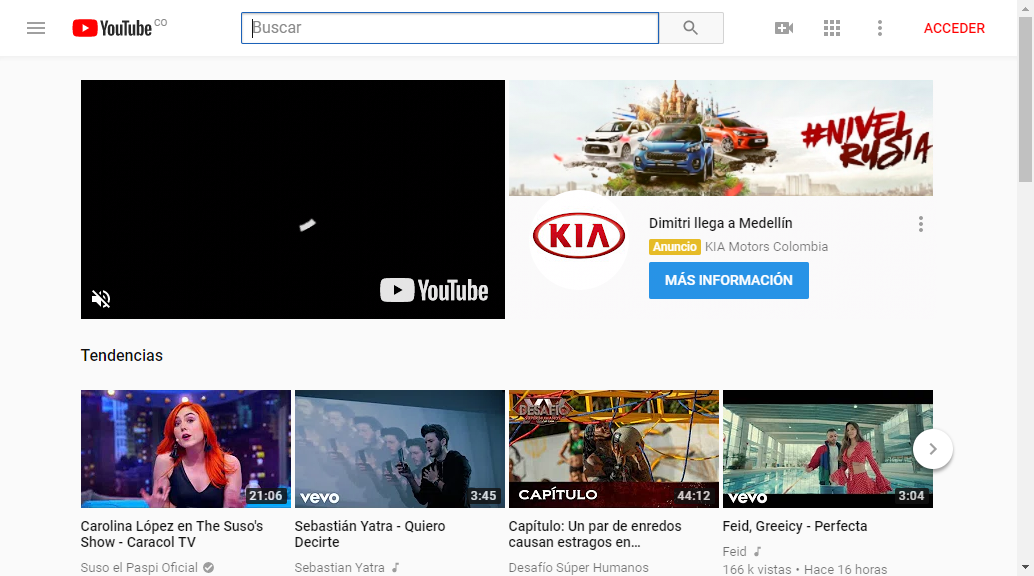 YouTube CO
Buscar
ACCEDER
#NIVEL
RUSIA
YouTube
KIA
Dimitri llega a Medellín
Anuncio KIA Motors Colombia
MÁS INFORMACIÓN
Tendencias
21:06
vevo 3:45
XV
DESAFÍO
CAPÍTULO 44:12
vevo 3:04
Carolina López en The Suso's
Show - Caracol TV
Suso el Paspi Oficial
Sebastián Yatra - Quiero
Decirte
Sebastian Yatra
Capítulo: Un par de enredos
causan estragos en...
Desafío Súper Humanos
Feid, Greeicy - Perfecta
Feid
166 k vistas • Hace 16 horas